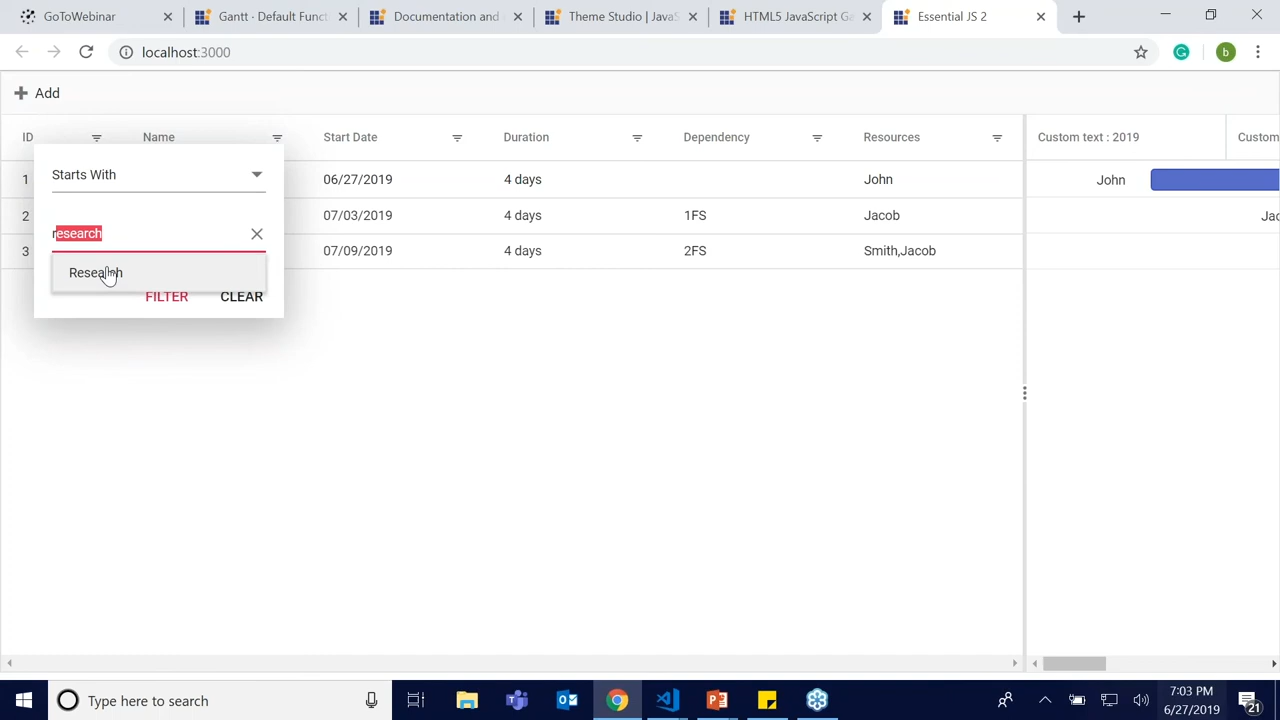 GoToWebinar
Gantt · Default Funct
Documentation and
Theme Studio | JavaS
HTML5 JavaScript Ga
Essential JS 2
localhost:3000
b
Add
ID Name Start Date Duration Dependency Resources Custom text : 2019 Custom
Starts With
research
Research
FILTER CLEAR
1 06/27/2019 4 days John John
2 07/03/2019 4 days 1FS Jacob Jac
3 07/09/2019 4 days 2FS Smith,Jacob
Type here to search
7:03 PM
6/27/2019
21